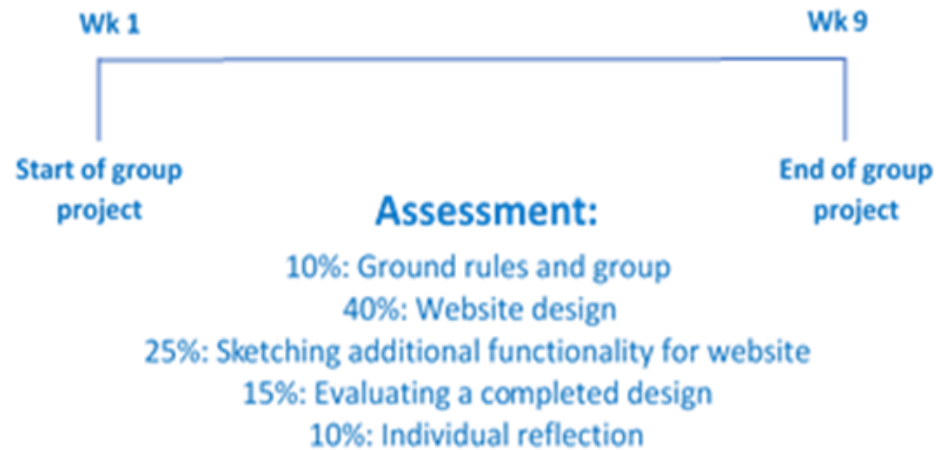 Wk 1
Wk 9
Start of group
project
End of group
project
Assessment:
10%: Ground rules and group
40%: Website design
25%: Sketching additional functionality for website
15%: Evaluating a completed design
10%: Individual reflection